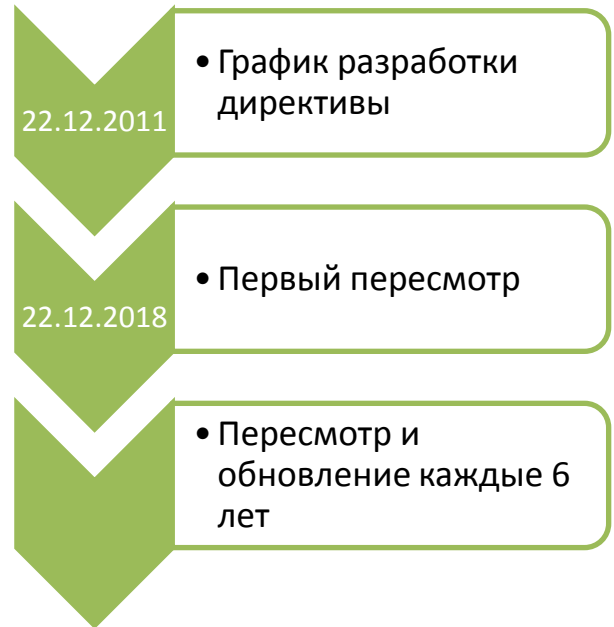 22.12.2011
• График разработки
директивы
22.12.2018
• Первый пересмотр
• Пересмотр и
обновление каждые 6
лет